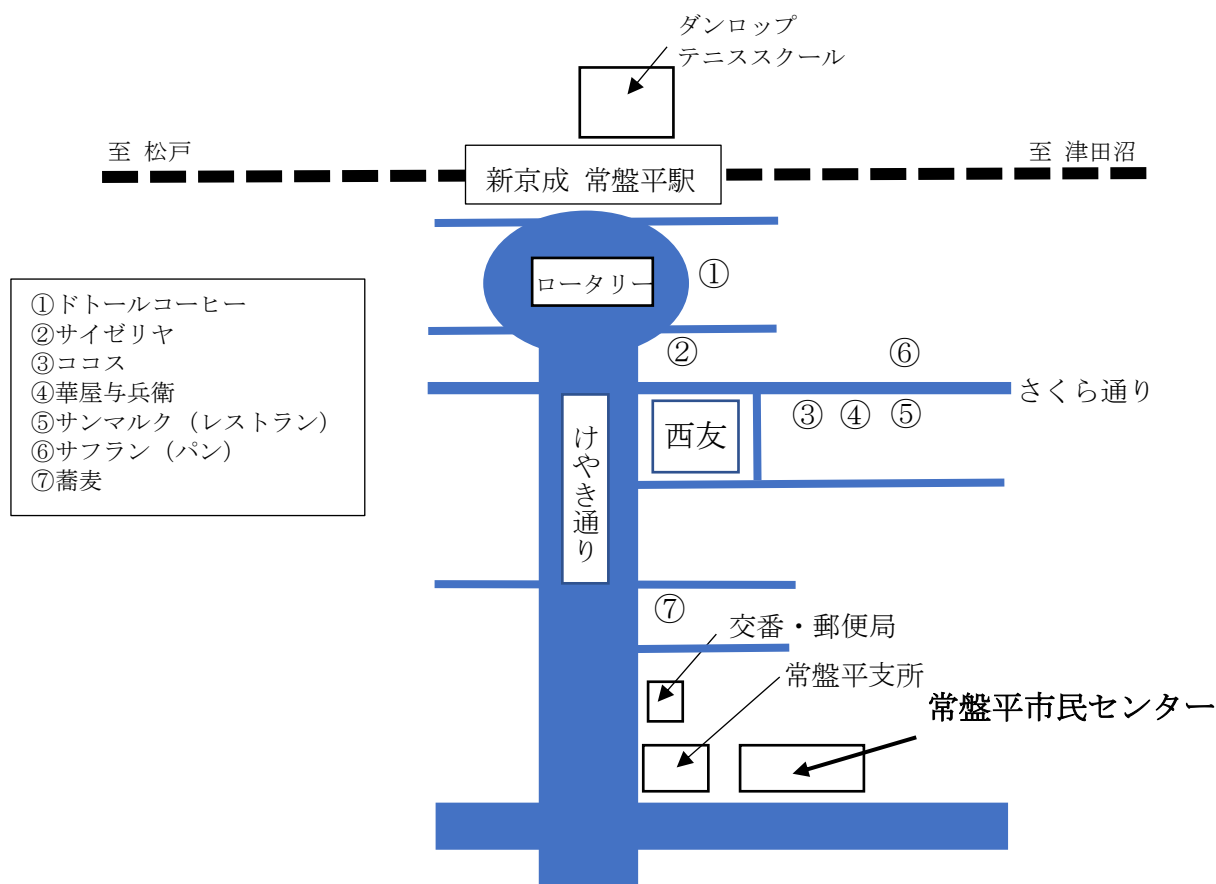 ダンロップ
テニススクール
至 松戸
至 津田沼
新京成 常盤平駅
ロータリー
①
①ドトールコーヒー
②サイゼリヤ
③ココス
④華屋与兵衛
⑤サンマルク（レストラン）
⑥サフラン（パン）
⑦蕎麦
②
⑥
さくら通り
③
④
⑤
西友
けやき通り
⑦
交番・郵便局
常盤平支所
常盤平市民センター